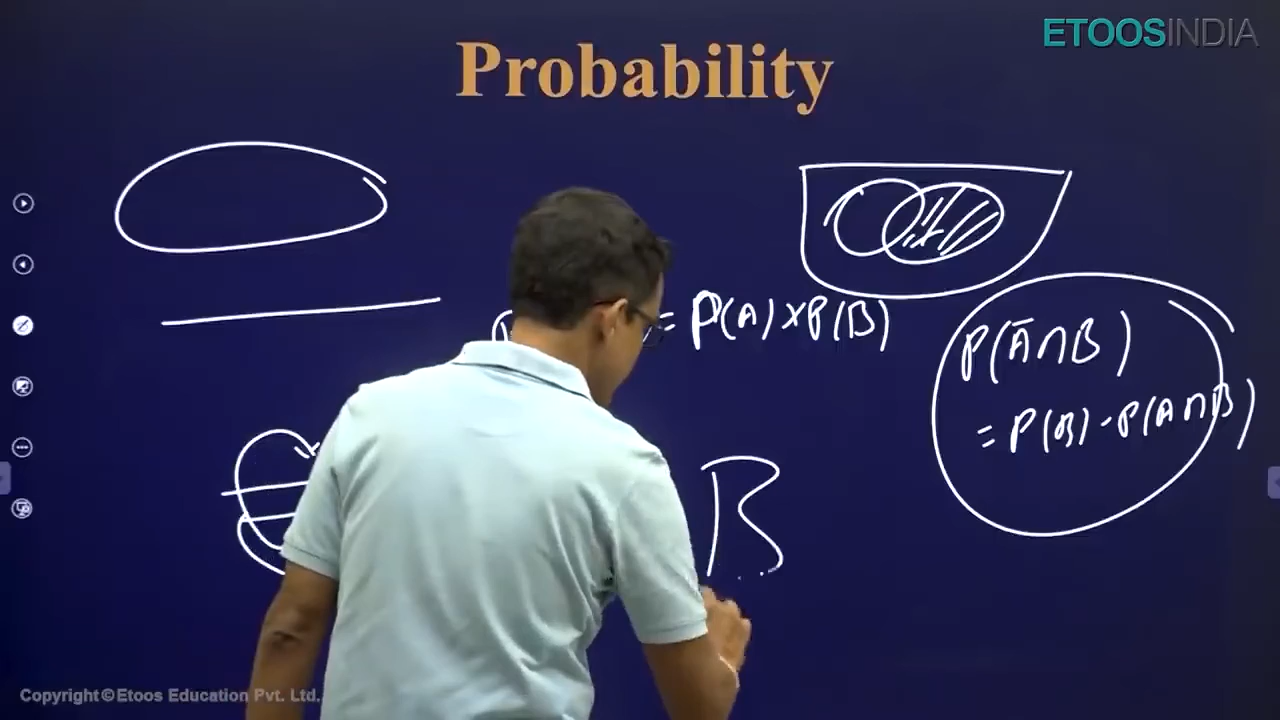 ETOOSINDIA
Probability
= P(A) × P(B)
P(Ā∩B)
= P(B) - P(A∩B)
B
Copyright © Etoos Education Pvt. Ltd.